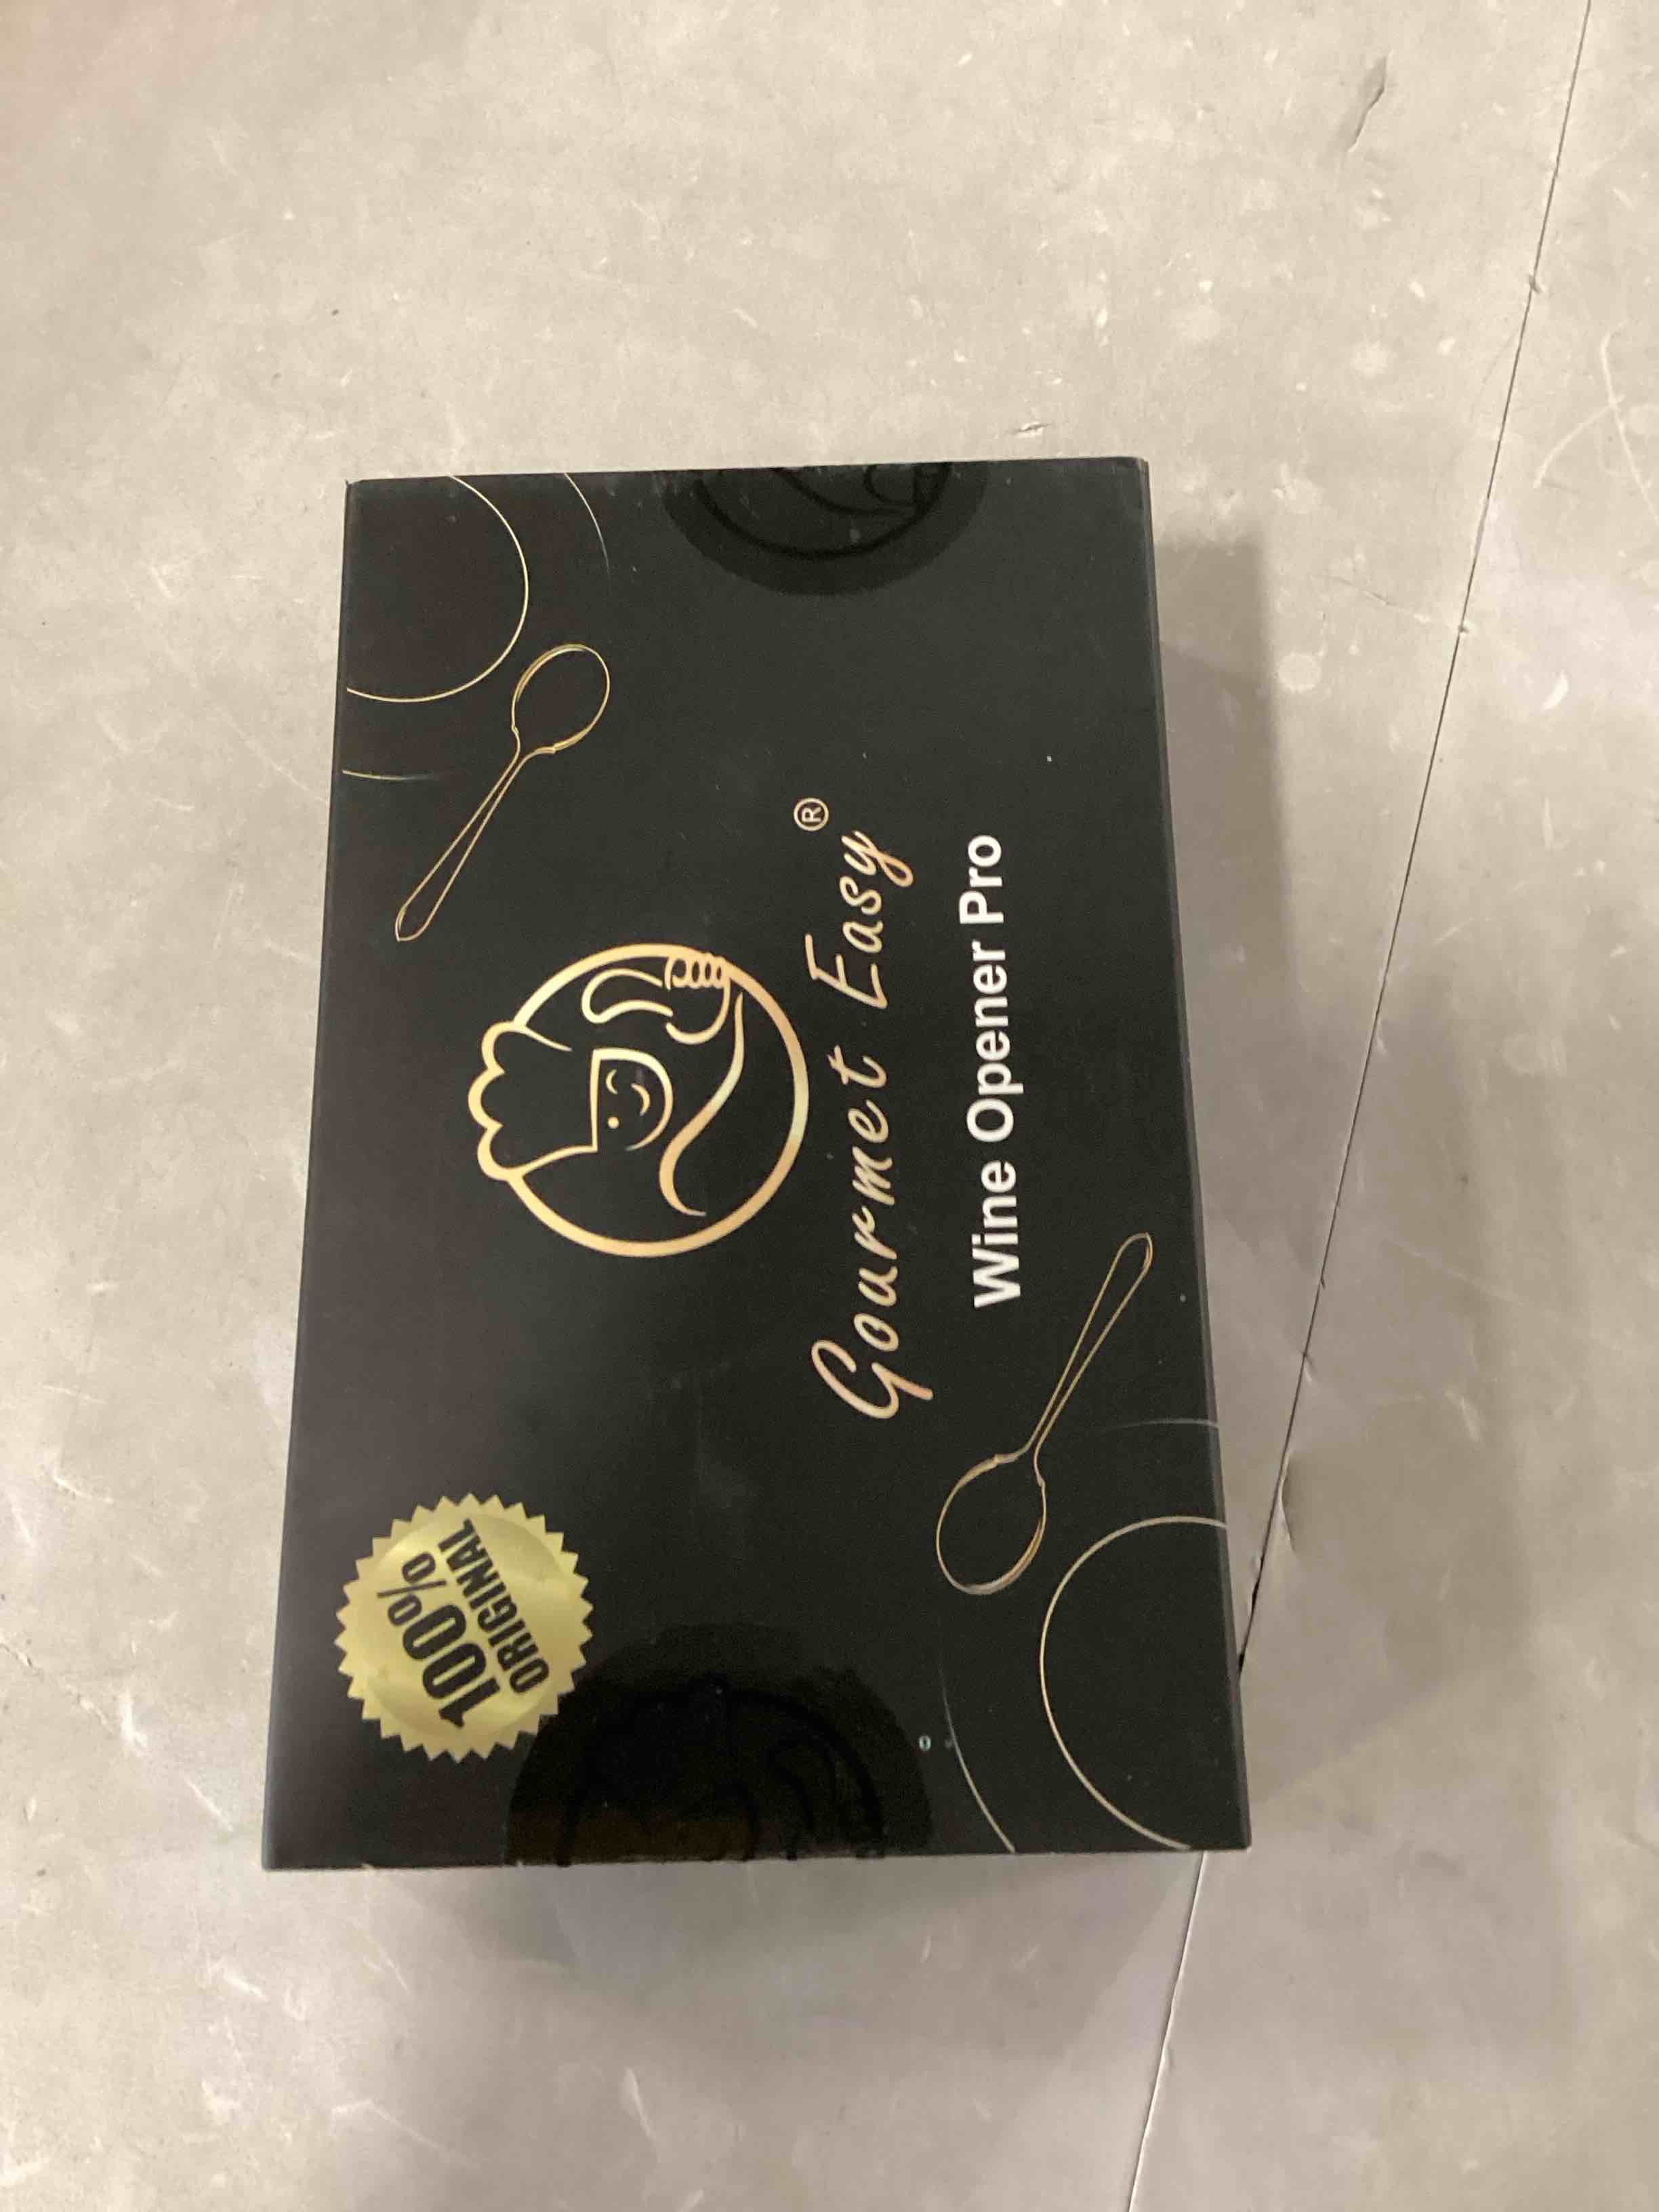 100%
ORIGINAL
Gourmet Easy®
Wine Opener Pro